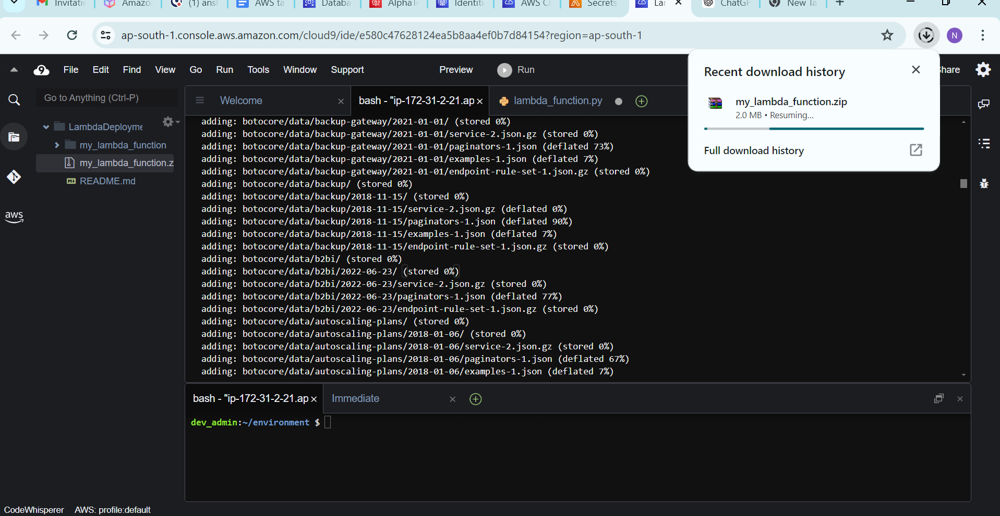 Invitatio
Amazo
(1) ans
AWS ta
Databa
Alpha
Identiti
AWS Cl
Secrets
La
ChatGP
New Ta
ap-south-1.console.aws.amazon.com/cloud9/ide/e580c47628124ea5b8aa4ef0b7d84154?region=ap-south-1
N
File Edit Find View Go Run Tools Window Support Preview Run
Share
Recent download history
my_lambda_function.zip
2.0 MB • Resuming...
Full download history
Go to Anything (Ctrl-P)
LambdaDeployme
my_lambda_function
my_lambda_function.z
README.md
aws
Welcome
bash - "ip-172-31-2-21.ap
lambda_function.py
adding: botocore/data/backup-gateway/2021-01-01/ (stored 0%)
adding: botocore/data/backup-gateway/2021-01-01/service-2.json.gz (stored 0%)
adding: botocore/data/backup-gateway/2021-01-01/paginators-1.json (deflated 73%)
adding: botocore/data/backup-gateway/2021-01-01/examples-1.json (deflated 7%)
adding: botocore/data/backup-gateway/2021-01-01/endpoint-rule-set-1.json.gz (stored 0%)
adding: botocore/data/backup/ (stored 0%)
adding: botocore/data/backup/2018-11-15/ (stored 0%)
adding: botocore/data/backup/2018-11-15/service-2.json.gz (deflated 0%)
adding: botocore/data/backup/2018-11-15/paginators-1.json (deflated 90%)
adding: botocore/data/backup/2018-11-15/examples-1.json (deflated 7%)
adding: botocore/data/backup/2018-11-15/endpoint-rule-set-1.json.gz (stored 0%)
adding: botocore/data/b2bi/ (stored 0%)
adding: botocore/data/b2bi/2022-06-23/ (stored 0%)
adding: botocore/data/b2bi/2022-06-23/service-2.json.gz (stored 0%)
adding: botocore/data/b2bi/2022-06-23/paginators-1.json (deflated 77%)
adding: botocore/data/b2bi/2022-06-23/endpoint-rule-set-1.json.gz (stored 0%)
adding: botocore/data/autoscaling-plans/ (stored 0%)
adding: botocore/data/autoscaling-plans/2018-01-06/ (stored 0%)
adding: botocore/data/autoscaling-plans/2018-01-06/service-2.json.gz (stored 0%)
adding: botocore/data/autoscaling-plans/2018-01-06/paginators-1.json (deflated 67%)
adding: botocore/data/autoscaling-plans/2018-01-06/examples-1.json (deflated 7%)
bash - "ip-172-31-2-21.ap
Immediate
dev_admin:~/environment $
CodeWhisperer AWS: profile:default